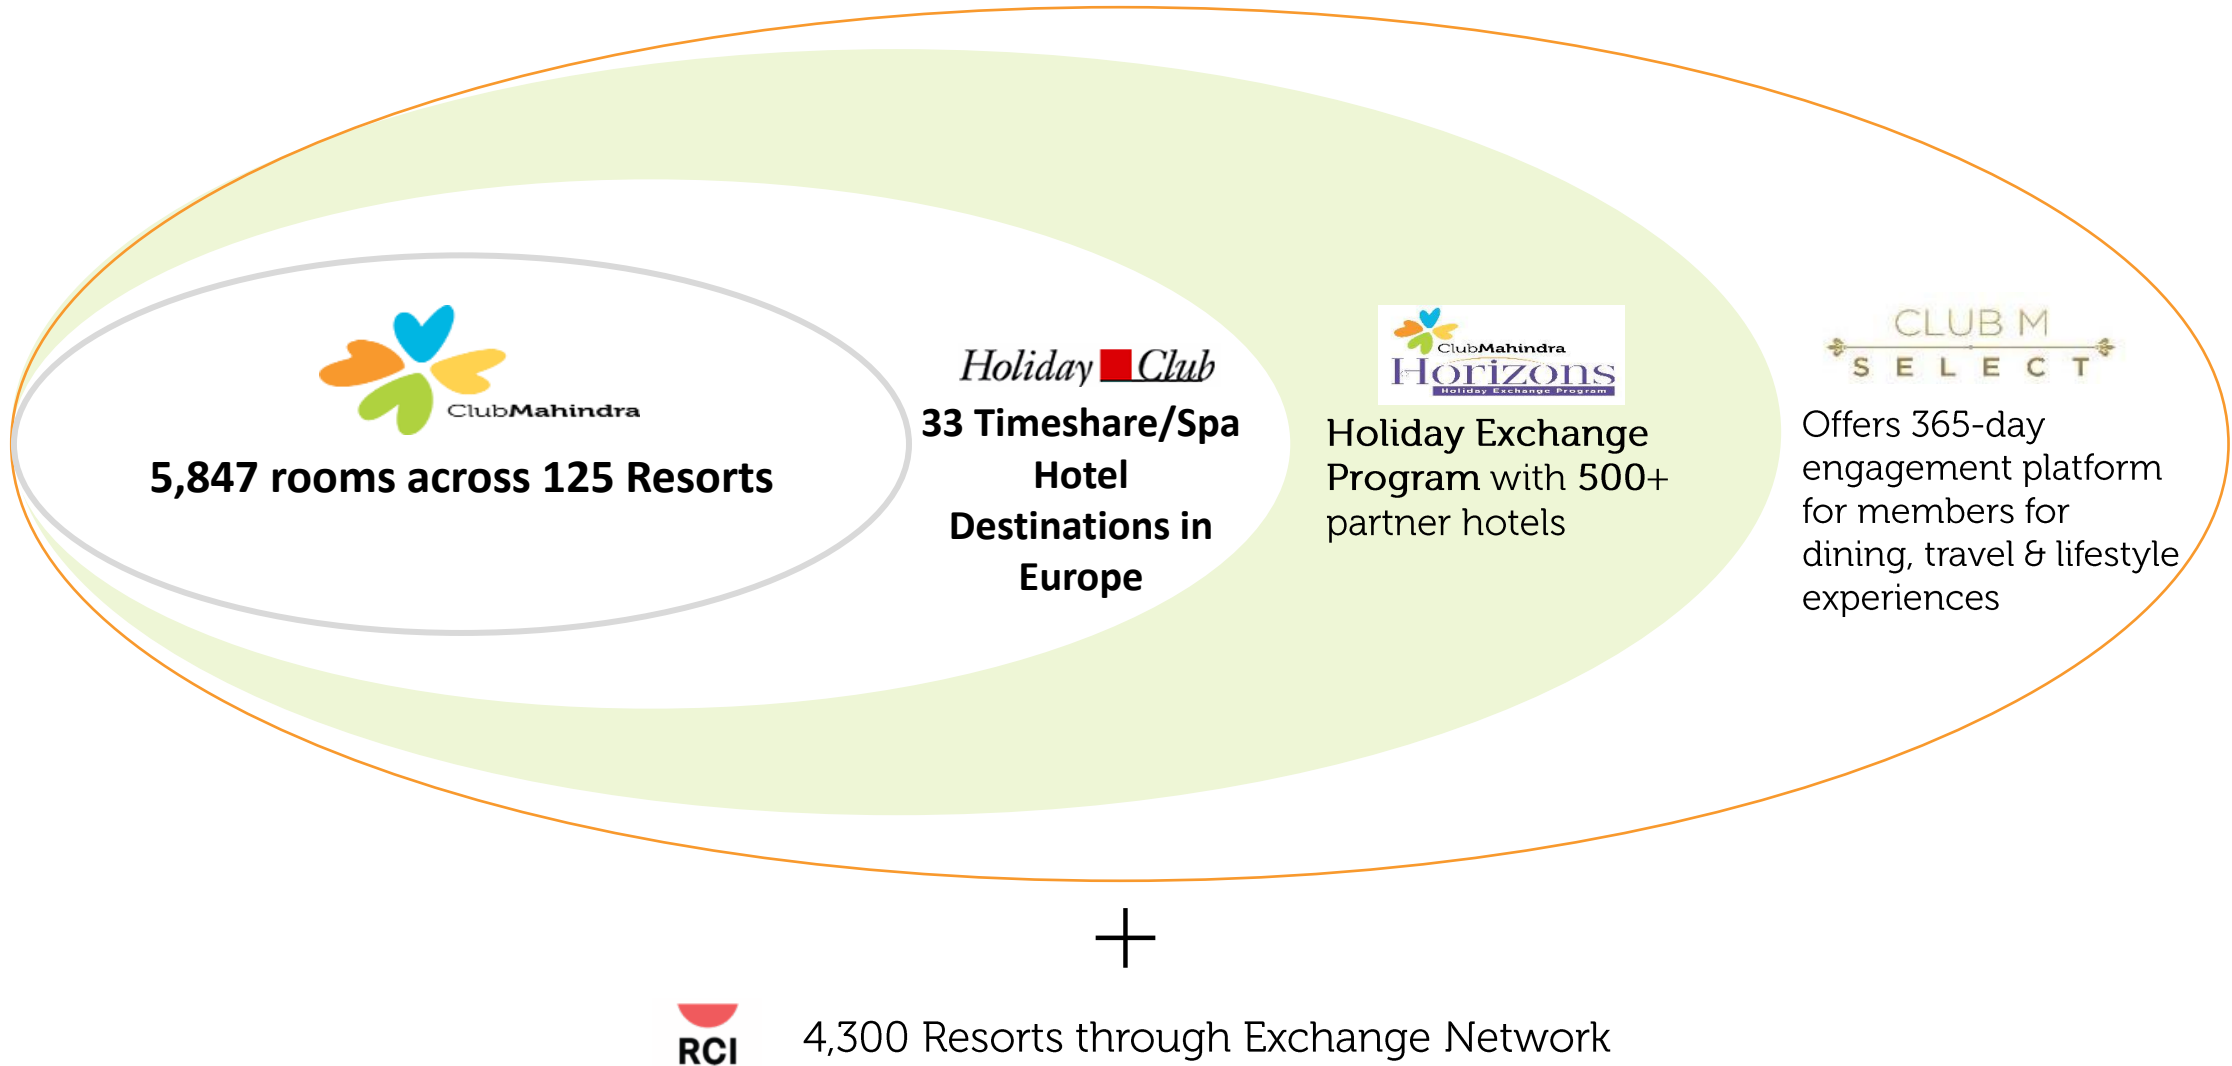 ClubMahindra
5,847 rooms across 125 Resorts
Holiday Club
33 Timeshare/Spa
Hotel
Destinations in
Europe
ClubMahindra
Horizons
Holiday Exchange Program
Holiday Exchange
Program with 500+
partner hotels
CLUB M
SELECT
Offers 365-day
engagement platform
for members for
dining, travel & lifestyle
experiences
+
RCI
4,300 Resorts through Exchange Network